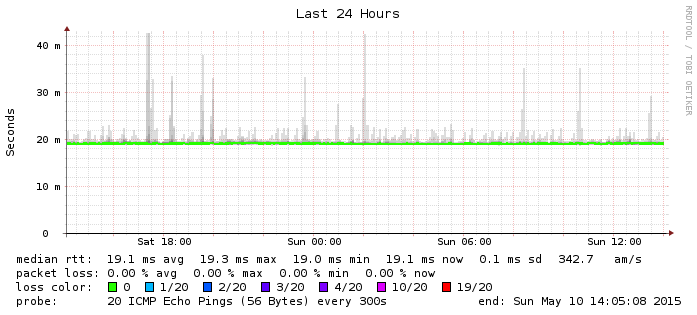 Last 24 Hours
RRDTOOL / TOBI OETIKER
Seconds
40 m
30 m
20 m
10 m
0
Sat 18:00 Sun 00:00 Sun 06:00 Sun 12:00
median rtt: 19.1 ms avg 19.3 ms max 19.0 ms min 19.1 ms now 0.1 ms sd 342.7 am/s
packet loss: 0.00 % avg 0.00 % max 0.00 % min 0.00 % now
loss color: 0 1/20 2/20 3/20 4/20 10/20 19/20
probe: 20 ICMP Echo Pings (56 Bytes) every 300s end: Sun May 10 14:05:08 2015